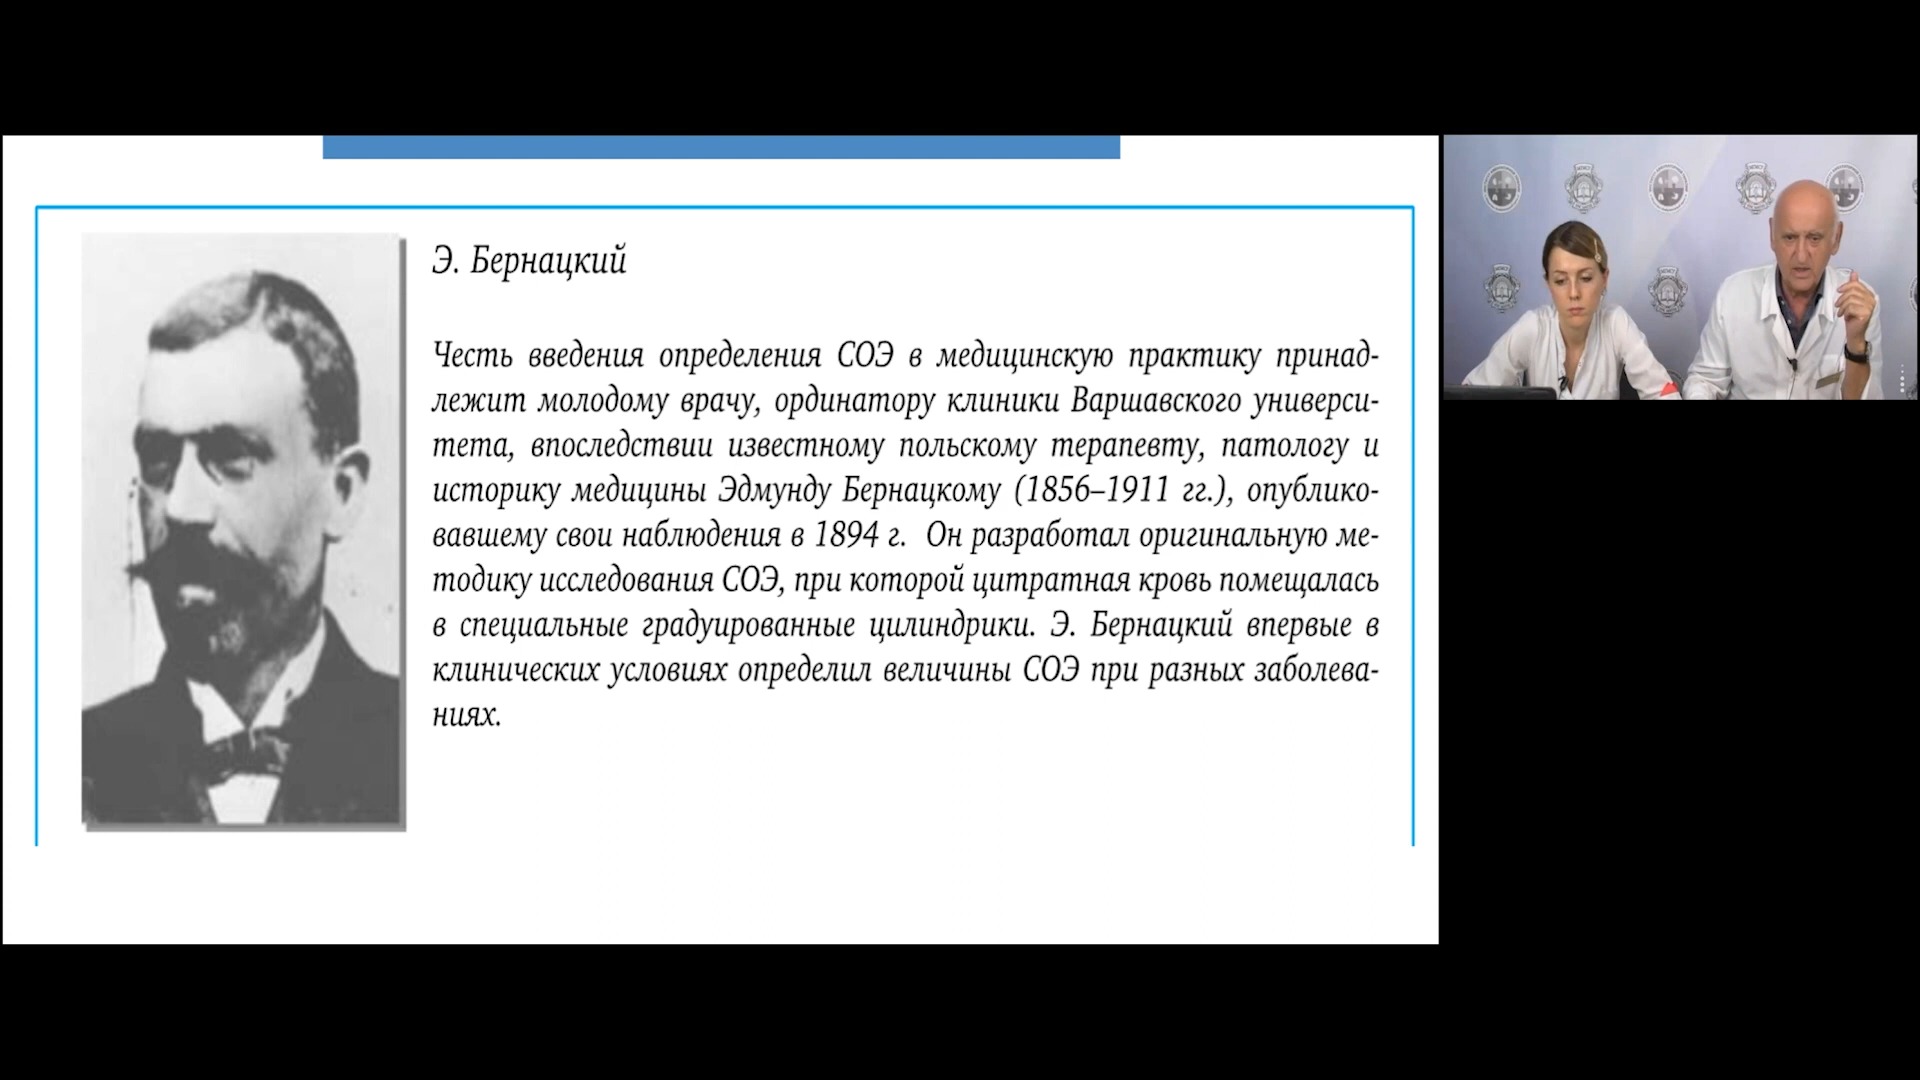 Э. Бернацкий
Честь введения определения СОЭ в медицинскую практику принад-
лежит молодому врачу, ординатору клиники Варшавского универси-
тета, впоследствии известному польскому терапевту, патологу и
историку медицины Эдмунду Бернацкому (1856–1911 гг.), опублико-
вавшему свои наблюдения в 1894 г. Он разработал оригинальную ме-
тодику исследования СОЭ, при которой цитратная кровь помещалась
в специальные градуированные цилиндрики. Э. Бернацкий впервые в
клинических условиях определил величины СОЭ при разных заболева-
ниях.